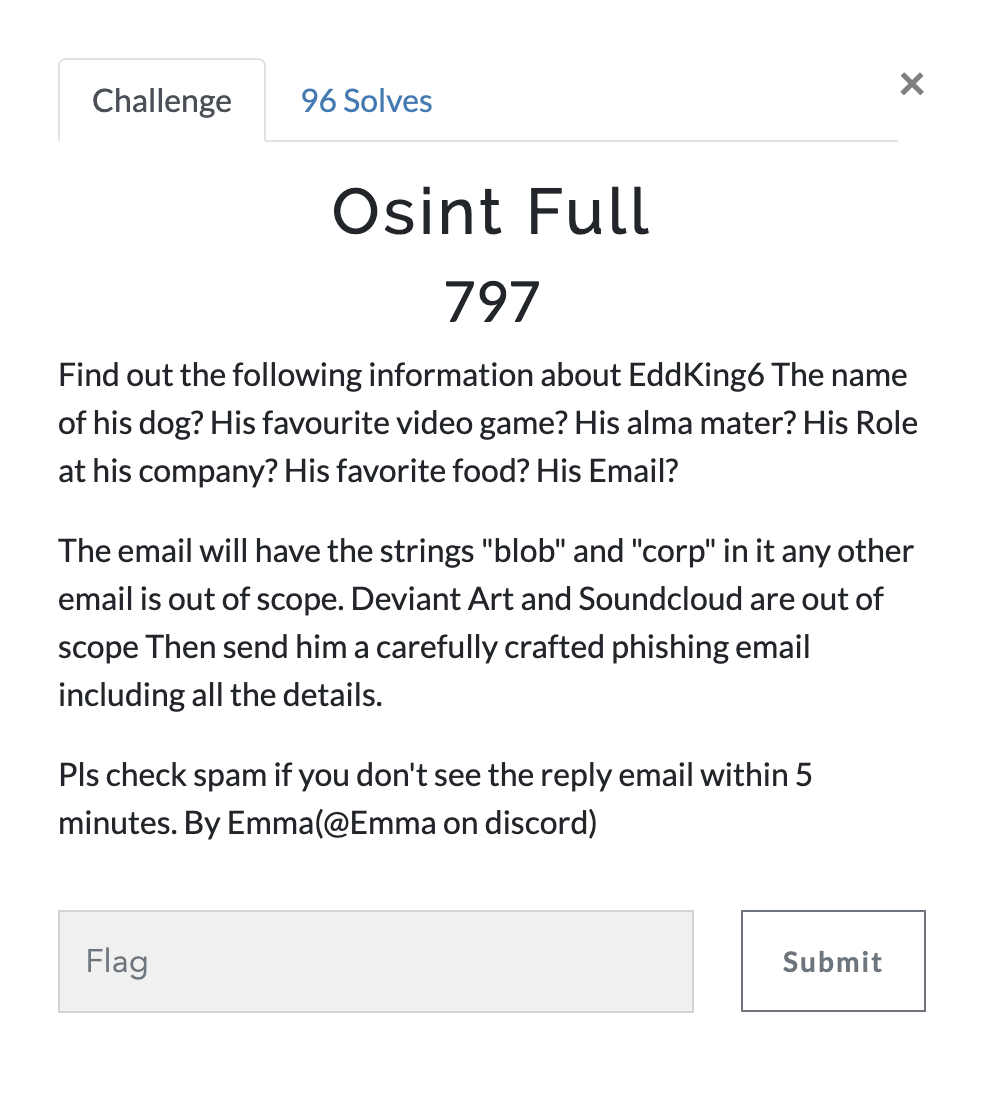 Challenge
96 Solves
×
Osint Full
797
Find out the following information about EddKing6 The name
of his dog? His favourite video game? His alma mater? His Role
at his company? His favorite food? His Email?
The email will have the strings "blob" and "corp" in it any other
email is out of scope. Deviant Art and Soundcloud are out of
scope Then send him a carefully crafted phishing email
including all the details.
Pls check spam if you don't see the reply email within 5
minutes. By Emma(@Emma on discord)
Flag
Submit